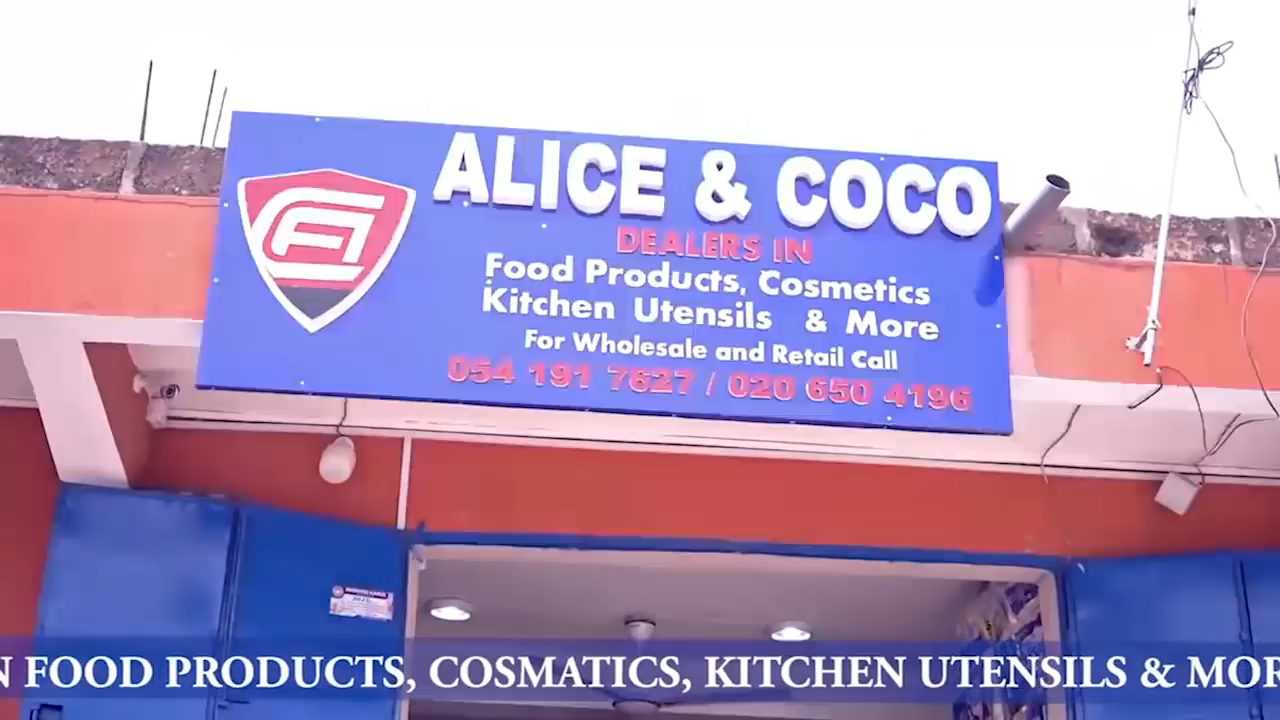 ALICE & COCO
DEALERS IN
Food Products, Cosmetics
Kitchen Utensils & More
For Wholesale and Retail Call
054 191 7627 / 020 650 4196
N FOOD PRODUCTS, COSMATICS, KITCHEN UTENSILS & MOR